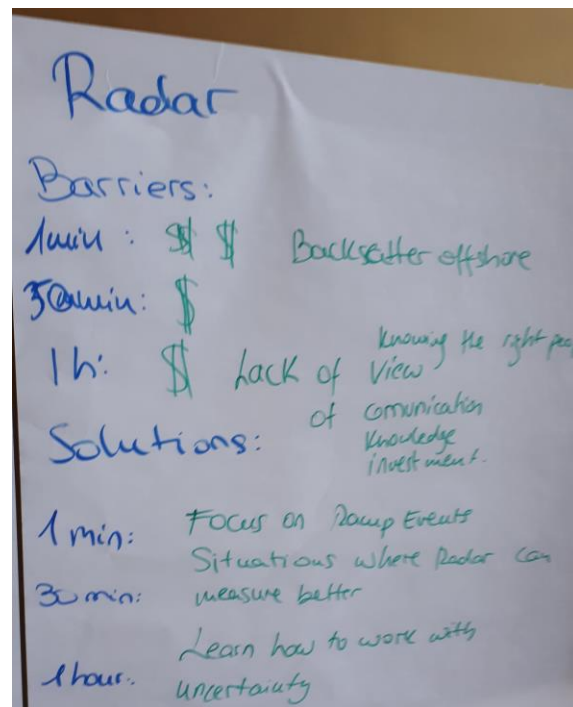 Radar
Barriers:
1min : $ $ Backscatter offshore
30min: $
Knowing the right peo
1h: $ Lack of View
of comunication
Solutions: Knowledge
investment.
1 min: Focus on Ramp Events
Situations where Radar can
30 min: measure better
Learn how to work with
1 hour: uncertainty